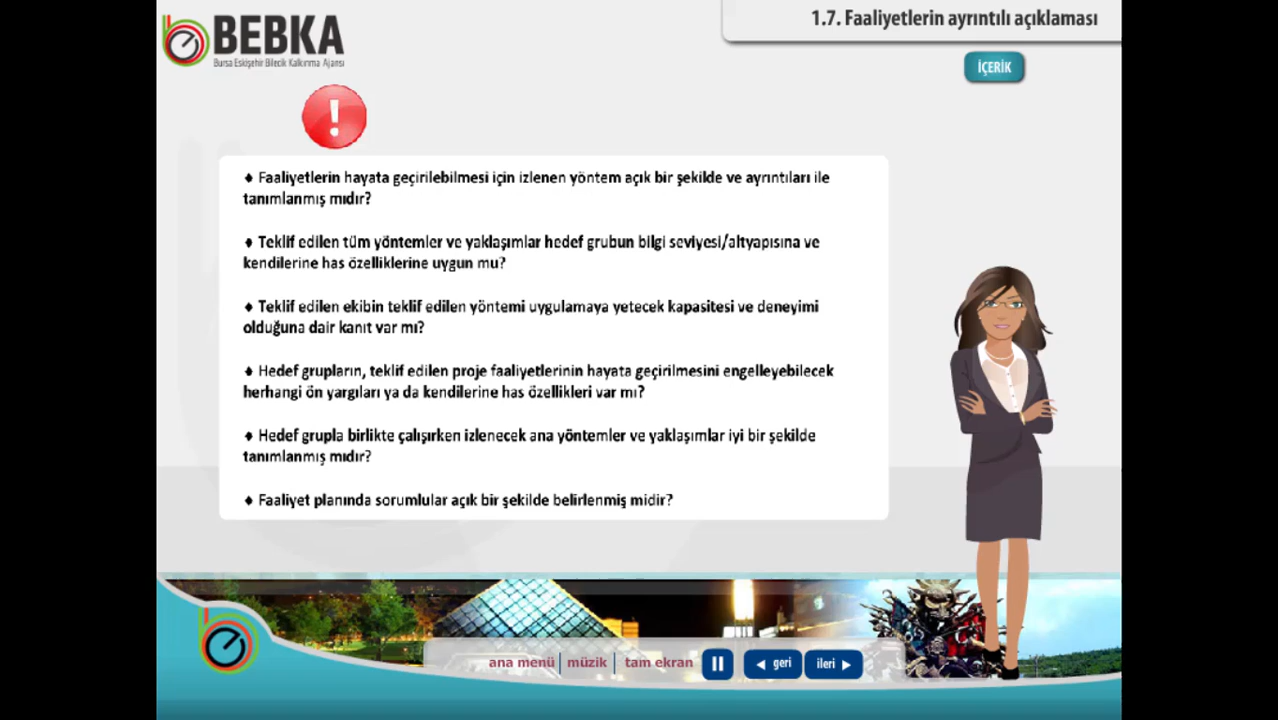 BEBKA
Bursa Eskişehir Bilecik Kalkınma Ajansı
1.7. Faaliyetlerin ayrıntılı açıklaması
İÇERİK
!
♦ Faaliyetlerin hayata geçirilebilmesi için izlenen yöntem açık bir şekilde ve ayrıntıları ile
tanımlanmış mıdır?
♦ Teklif edilen tüm yöntemler ve yaklaşımlar hedef grubun bilgi seviyesi/altyapısına ve
kendilerine has özelliklerine uygun mu?
♦ Teklif edilen ekibin teklif edilen yöntemi uygulamaya yetecek kapasitesi ve deneyimi
olduğuna dair kanıt var mı?
♦ Hedef grupların, teklif edilen proje faaliyetlerinin hayata geçirilmesini engelleyebilecek
herhangi ön yargıları ya da kendilerine has özellikleri var mı?
♦ Hedef grupla birlikte çalışırken izlenecek ana yöntemler ve yaklaşımlar iyi bir şekilde
tanımlanmış mıdır?
♦ Faaliyet planında sorumlular açık bir şekilde belirlenmiş midir?
ana menü | müzik | tam ekran
geri
ileri